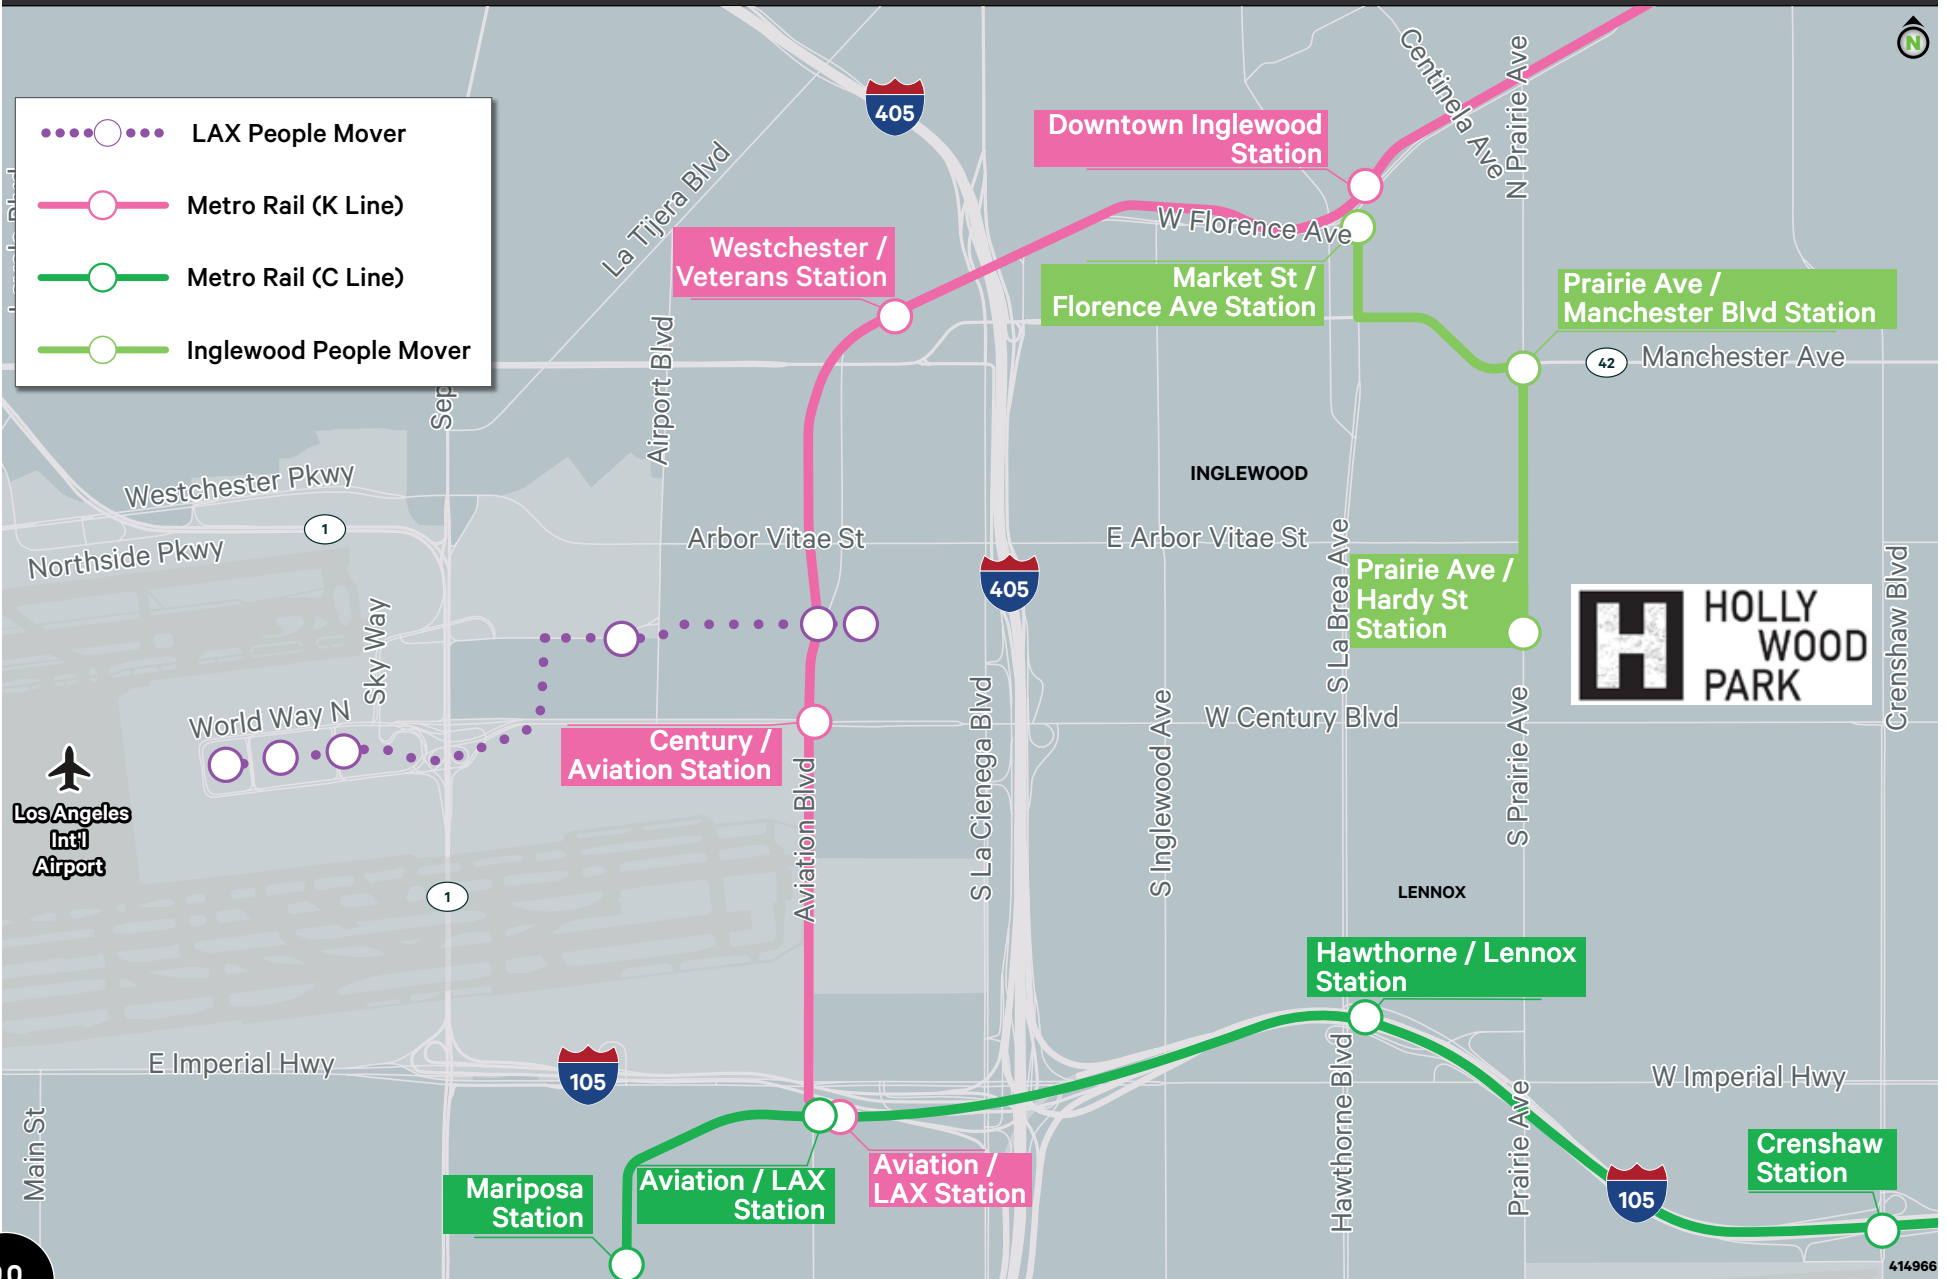 N
405
Centinela Ave
N Prairie Ave
LAX People Mover
Metro Rail (K Line)
Metro Rail (C Line)
Inglewood People Mover
La Tijera Blvd
Downtown Inglewood
Station
W Florence Ave
Westchester /
Veterans Station
Market St /
Florence Ave Station
Prairie Ave /
Manchester Blvd Station
42
Manchester Ave
Airport Blvd
Sep
Westchester Pkwy
1
Northside Pkwy
INGLEWOOD
Arbor Vitae St
E Arbor Vitae St
405
S La Brea Ave
Prairie Ave /
Hardy St
Station
HOLLY
WOOD
PARK
H
Crenshaw Blvd
Sky Way
World Way N
Century /
Aviation Station
W Century Blvd
S La Cienega Blvd
S Inglewood Ave
S Prairie Ave
Aviation Blvd
Los Angeles
Int'l
Airport
1
LENNOX
Hawthorne / Lennox
Station
E Imperial Hwy
105
W Imperial Hwy
Hawthorne Blvd
Prairie Ave
Main St
Mariposa
Station
Aviation / LAX
Station
Aviation /
LAX Station
105
Crenshaw
Station
414966